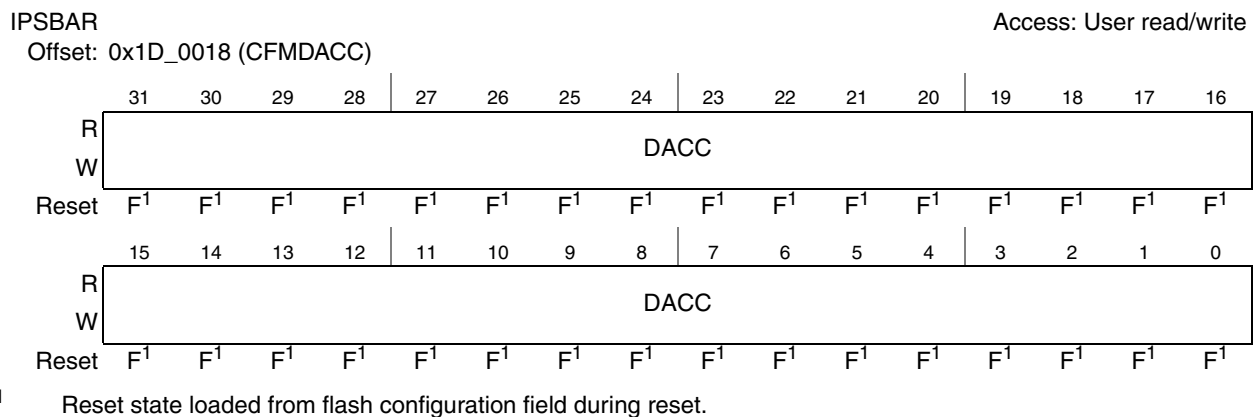 IPSBAR Access: User read/write
Offset: 0x1D_0018 (CFMDACC)
31 30 29 28 27 26 25 24 23 22 21 20 19 18 17 16
R
DACC
W
Reset F1 F1 F1 F1 F1 F1 F1 F1 F1 F1 F1 F1 F1 F1 F1 F1
15 14 13 12 11 10 9 8 7 6 5 4 3 2 1 0
R
DACC
W
Reset F1 F1 F1 F1 F1 F1 F1 F1 F1 F1 F1 F1 F1 F1 F1 F1
Reset state loaded from flash configuration field during reset.